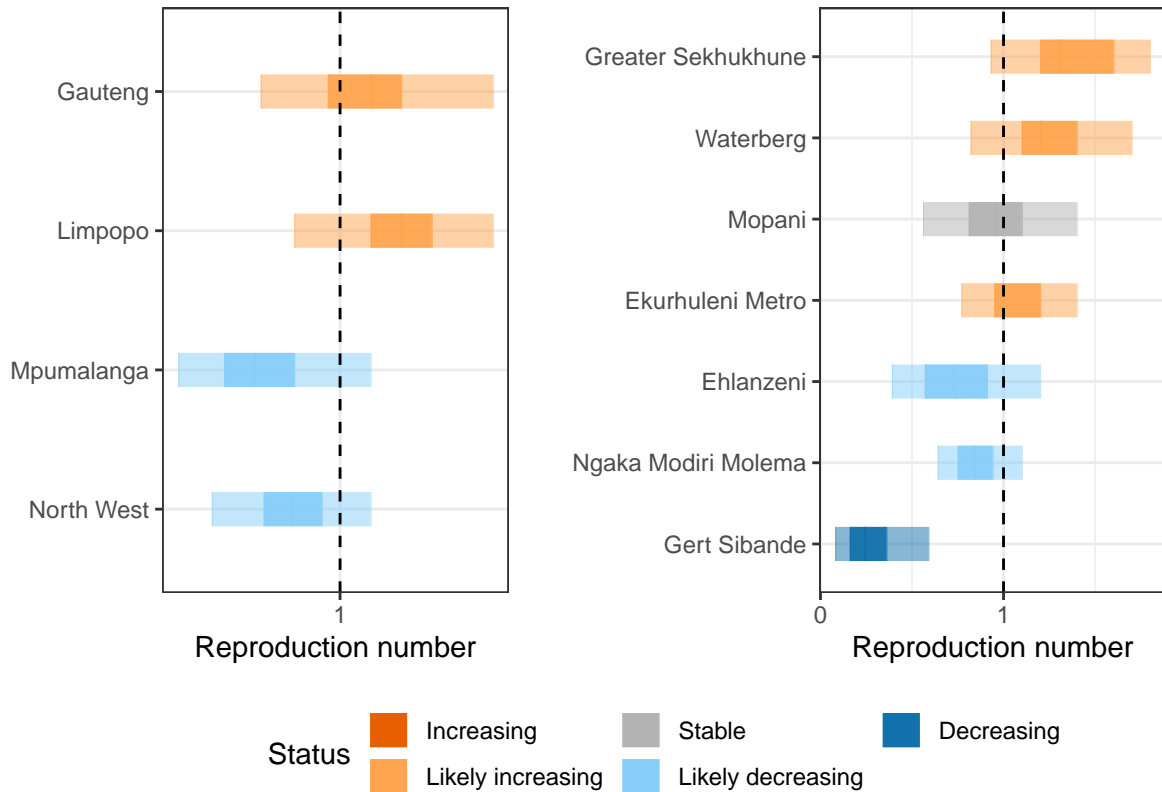 Gauteng
Limpopo
Mpumalanga
North West
1
Reproduction number
Greater Sekhukhune
Waterberg
Mopani
Ekurhuleni Metro
Ehlanzeni
Ngaka Modiri Molema
Gert Sibande
0 1
Reproduction number
Status
Increasing Stable Decreasing
Likely increasing Likely decreasing